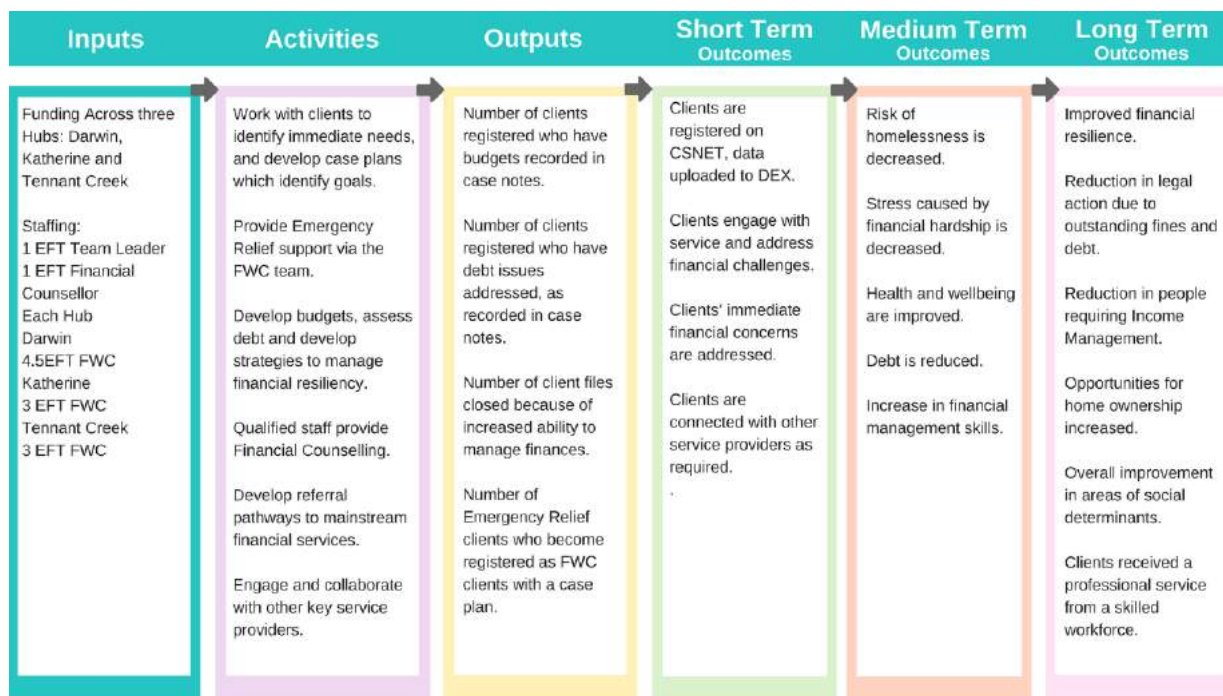 Inputs
Activities
Outputs
Short Term
Outcomes
Medium Term
Outcomes
Long Term
Outcomes
Funding Across three
Hubs: Darwin,
Katherine and
Tennant Creek
Staffing:
1 EFT Team Leader
1 EFT Financial
Counsellor
Each Hub
Darwin
4.5EFT FWC
Katherine
3 EFT FWC
Tennant Creek
3 EFT FWC
Work with clients to
identify immediate needs,
and develop case plans
which identify goals.
Provide Emergency
Relief support via the
FWC team.
Develop budgets, assess
debt and develop
strategies to manage
financial resiliency.
Qualified staff provide
Financial Counselling.
Develop referral
pathways to mainstream
financial services.
Engage and collaborate
with other key service
providers.
Number of clients
registered who have
budgets recorded in
case notes.
Number of clients
registered who have
debt issues
addressed, as
recorded in case
notes.
Number of client files
closed because of
increased ability to
manage finances.
Number of
Emergency Relief
clients who become
registered as FWC
clients with a case
plan.
Clients are
registered on
CSNET, data
uploaded to DEX.
Clients engage with
service and address
financial challenges.
Clients' immediate
financial concerns
are addressed.
Clients are
connected with other
service providers as
required.
.
Risk of
homelessness is
decreased.
Stress caused by
financial hardship is
decreased.
Health and wellbeing
are improved.
Debt is reduced.
Increase in financial
management skills.
Improved financial
resilience.
Reduction in legal
action due to
outstanding fines and
debt.
Reduction in people
requiring Income
Management.
Opportunities for
home ownership
increased.
Overall improvement
in areas of social
determinants.
Clients received a
professional service
from a skilled
workforce.